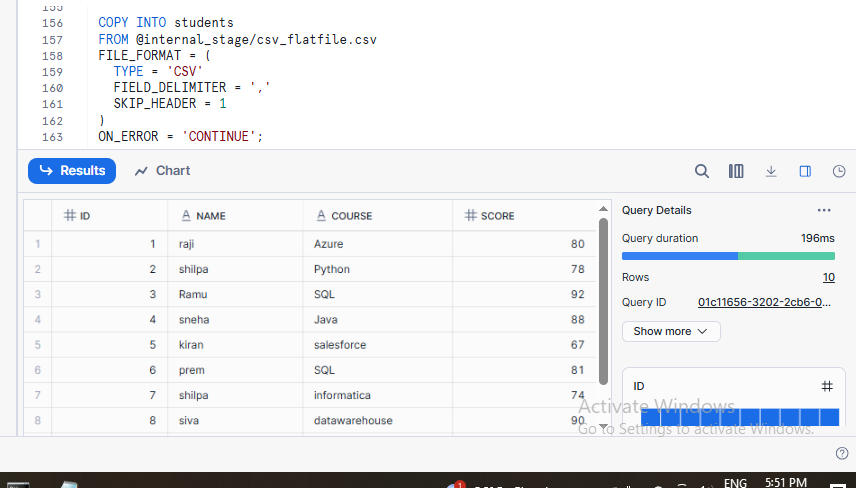 155
156 COPY INTO students
157 FROM @internal_stage/csv_flatfile.csv
158 FILE_FORMAT = (
159 TYPE = 'CSV'
160 FIELD_DELIMITER = ','
161 SKIP_HEADER = 1
162 )
163 ON_ERROR = 'CONTINUE';
Results Chart
# ID A NAME A COURSE # SCORE
1 1 raji Azure 80
2 2 shilpa Python 78
3 3 Ramu SQL 92
4 4 sneha Java 88
5 5 kiran salesforce 67
6 6 prem SQL 81
7 7 shilpa informatica 74
8 8 siva datawarehouse 90
Query Details ...
Query duration 196ms
Rows 10
Query ID 01c11656-3202-2cb6-0...
Show more
ID #
Activate Windows
Go to Settings to activate Windows.
1
ENG 5:51 PM